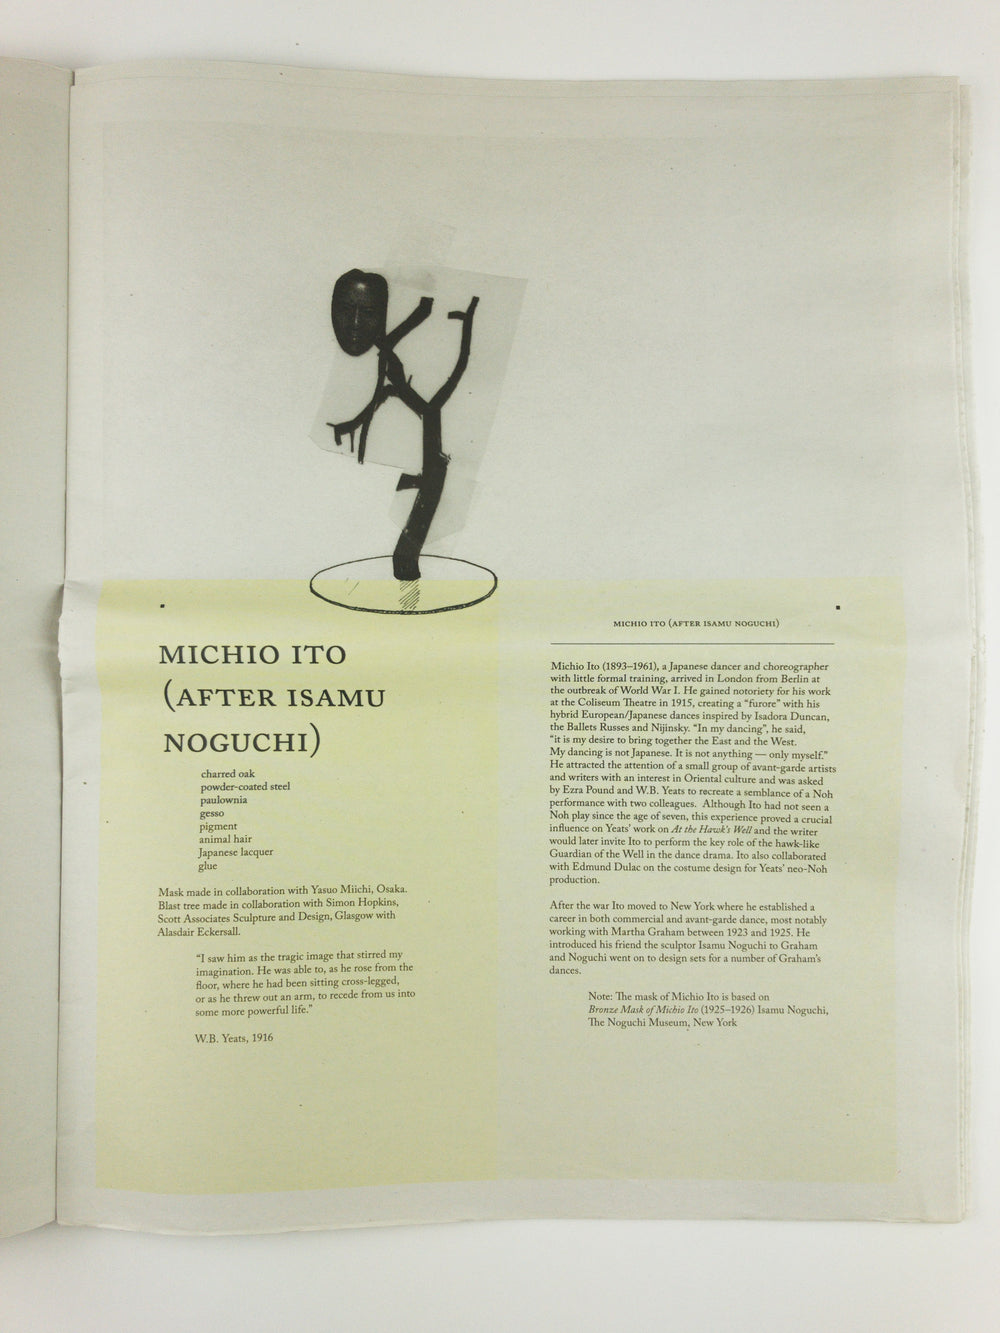 MICHIO ITO
(AFTER ISAMU
NOGUCHI)
charred oak
powder-coated steel
paulownia
gesso
pigment
animal hair
Japanese lacquer
glue
Mask made in collaboration with Yasuo Miichi, Osaka.
Blast tree made in collaboration with Simon Hopkins,
Scott Associates Sculpture and Design, Glasgow with
Alasdair Eckersall.
“I saw him as the tragic image that stirred my
imagination. He was able to, as he rose from the
floor, where he had been sitting cross-legged,
or as he threw out an arm, to recede from us into
some more powerful life.”
W.B. Yeats, 1916
MICHIO ITO (AFTER ISAMU NOGUCHI)
Michio Ito (1893–1961), a Japanese dancer and choreographer
with little formal training, arrived in London from Berlin at
the outbreak of World War I. He gained notoriety for his work
at the Coliseum Theatre in 1915, creating a “furore” with his
hybrid European/Japanese dances inspired by Isadora Duncan,
the Ballets Russes and Nijinsky. “In my dancing”, he said,
“it is my desire to bring together the East and the West.
My dancing is not Japanese. It is not anything — only myself.”
He attracted the attention of a small group of avant-garde artists
and writers with an interest in Oriental culture and was asked
by Ezra Pound and W.B. Yeats to recreate a semblance of a Noh
performance with two colleagues. Although Ito had not seen a
Noh play since the age of seven, this experience proved a crucial
influence on Yeats’ work on At the Hawk’s Well and the writer
would later invite Ito to perform the key role of the hawk-like
Guardian of the Well in the dance drama. Ito also collaborated
with Edmund Dulac on the costume design for Yeats’ neo-Noh
production.
After the war Ito moved to New York where he established a
career in both commercial and avant-garde dance, most notably
working with Martha Graham between 1923 and 1925. He
introduced his friend the sculptor Isamu Noguchi to Graham
and Noguchi went on to design sets for a number of Graham’s
dances.
Note: The mask of Michio Ito is based on
Bronze Mask of Michio Ito (1925–1926) Isamu Noguchi,
The Noguchi Museum, New York